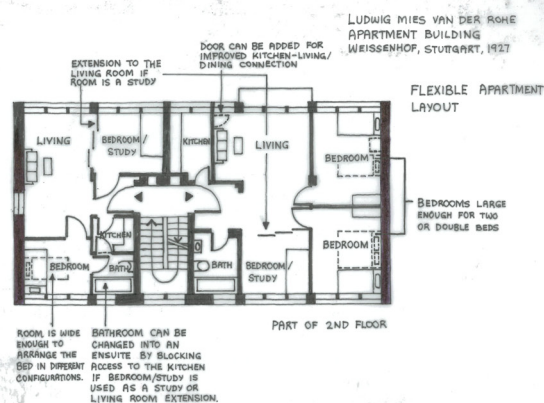 LUDWIG MIES VAN DER ROHE
APARTMENT BUILDING
WEISSENHOF, STUTTGART, 1927
FLEXIBLE APARTMENT
LAYOUT
DOOR CAN BE ADDED FOR
IMPROVED KITCHEN-LIVING/
DINING CONNECTION
EXTENSION TO THE
LIVING ROOM IF
ROOM IS A STUDY
LIVING
BEDROOM/
STUDY
KITCHEN
LIVING
BEDROOM
BEDROOMS LARGE
ENOUGH FOR TWO
OR DOUBLE BEDS
KITCHEN
BEDROOM
BATH
BATH
BEDROOM/
STUDY
BEDROOM
PART OF 2ND FLOOR
ROOM IS WIDE
ENOUGH TO
ARRANGE THE
BED IN DIFFERENT
CONFIGURATIONS.
BATHROOM CAN BE
CHANGED INTO AN
ENSUITE BY BLOCKING
ACCESS TO THE KITCHEN
IF BEDROOM/STUDY IS
USED AS A STUDY OR
LIVING ROOM EXTENSION.